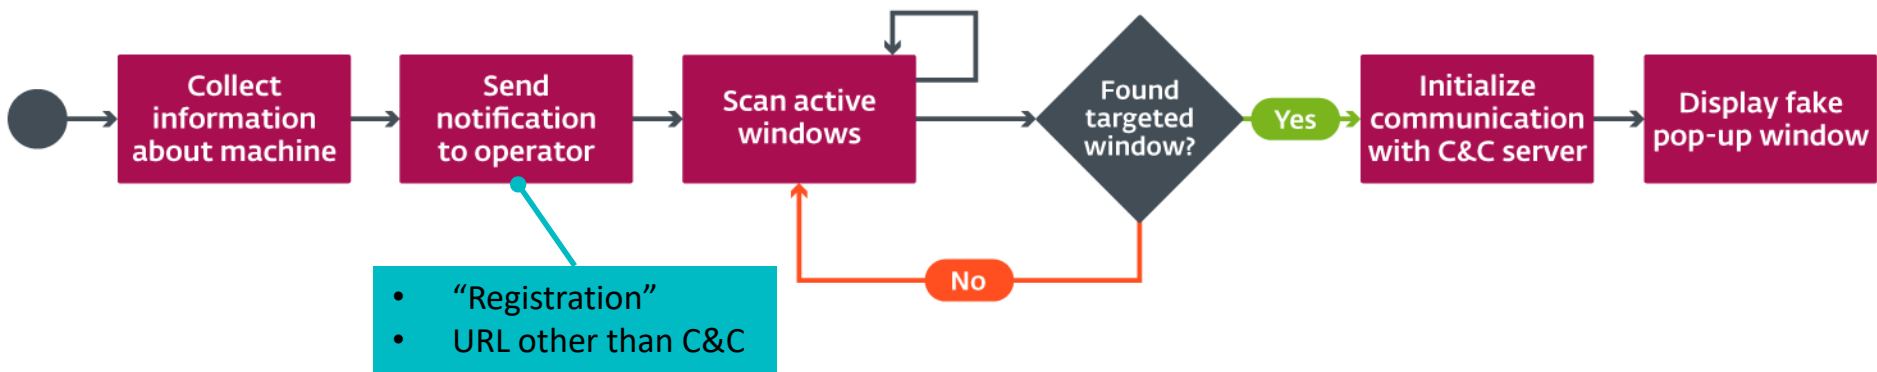 Collect
information
about machine
Send
notification
to operator
Scan active
windows
Found
targeted
window?
Yes
Initialize
communication
with C&C server
Display fake
pop-up window
No
• “Registration”
• URL other than C&C